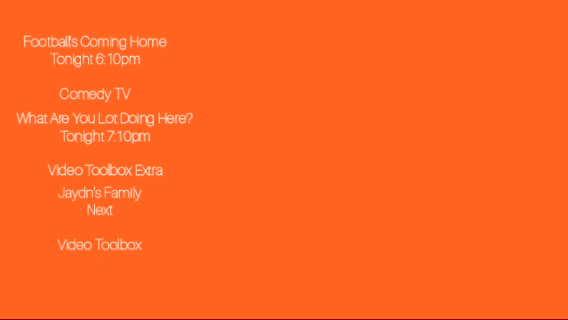 Football's Coming Home
Tonight 6:10pm
Comedy TV
What Are You Lot Doing Here?
Tonight 7:10pm
Video Toolbox Extra
Jaydn's Family
Next
Video Toolbox